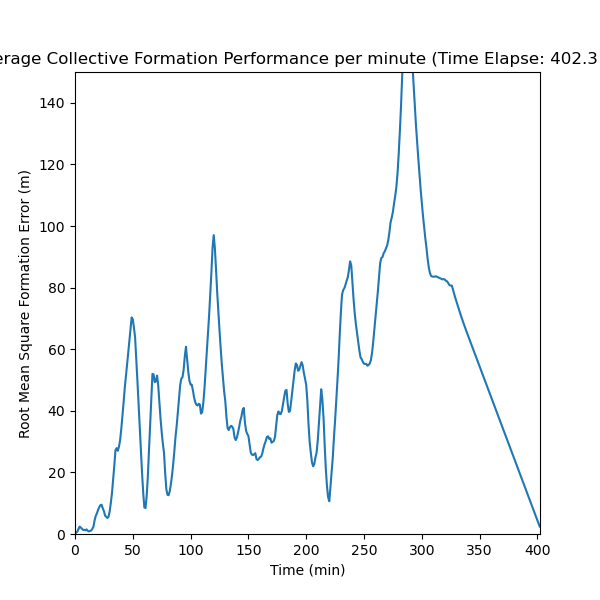 erage Collective Formation Performance per minute (Time Elapse: 402.3
140
120
100
80
60
40
20
0
Root Mean Square Formation Error (m)
0 50 100 150 200 250 300 350 400
Time (min)